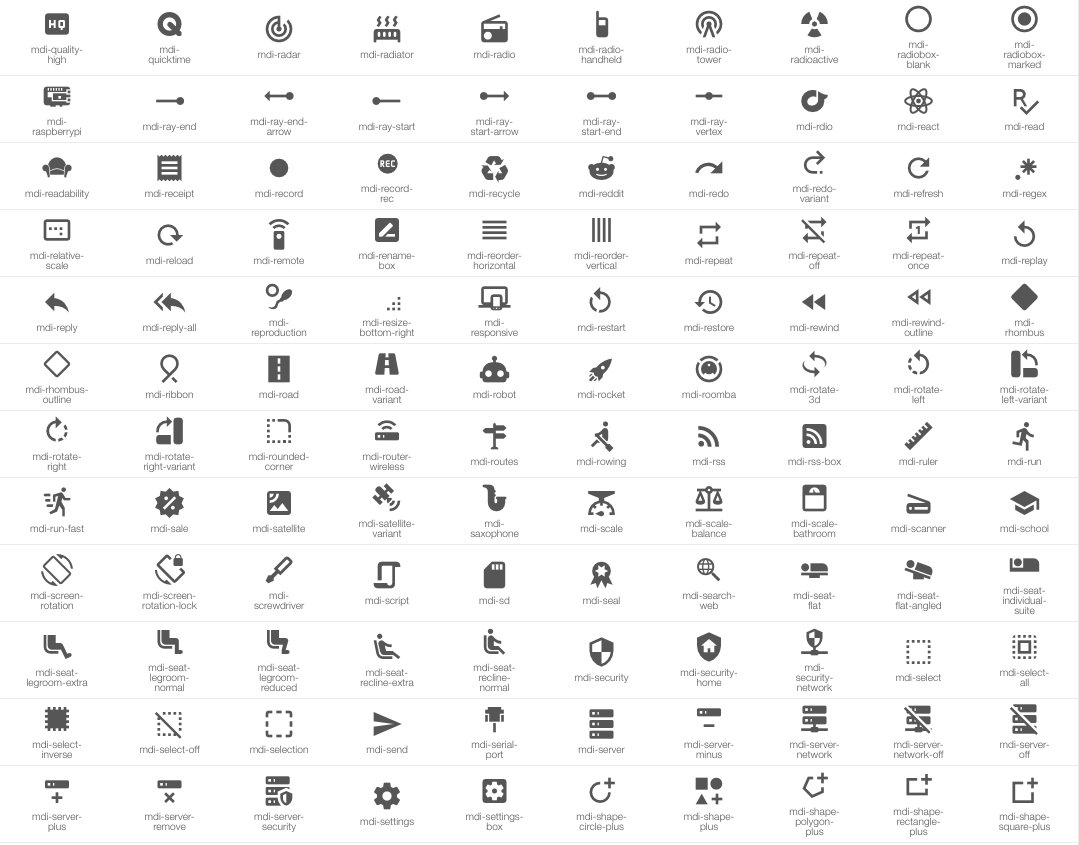 HQ
mdi-quality-
high
mdi-
quicktime
mdi-radar
mdi-radiator
mdi-radio
mdi-radio-
handheld
mdi-radio-
tower
mdi-
radioactive
mdi-
radiobox-
blank
mdi-
radiobox-
marked
mdi-
raspberrypi
mdi-ray-end
mdi-ray-end-
arrow
mdi-ray-start
mdi-ray-
start-arrow
mdi-ray-
start-end
mdi-ray-
vertex
mdi-rdio
mdi-react
mdi-read
mdi-readability
mdi-receipt
mdi-record
REC
mdi-record-
rec
mdi-recycle
mdi-reddit
mdi-redo
mdi-redo-
variant
mdi-refresh
mdi-regex
mdi-relative-
scale
mdi-reload
mdi-remote
mdi-rename-
box
mdi-reorder-
horizontal
mdi-reorder-
vertical
mdi-repeat
mdi-repeat-
off
1
mdi-repeat-
once
mdi-replay
mdi-reply
mdi-reply-all
mdi-
reproduction
mdi-resize-
bottom-right
mdi-
responsive
mdi-restart
mdi-restore
mdi-rewind
mdi-rewind-
outline
mdi-
rhombus
mdi-rhombus-
outline
mdi-ribbon
mdi-road
mdi-road-
variant
mdi-robot
mdi-rocket
mdi-roomba
mdi-rotate-
3d
mdi-rotate-
left
mdi-rotate-
left-variant
mdi-rotate-
right
mdi-rotate-
right-variant
mdi-rounded-
corner
mdi-router-
wireless
mdi-routes
mdi-rowing
mdi-rss
mdi-rss-box
mdi-ruler
mdi-run
mdi-run-fast
mdi-sale
mdi-satellite
mdi-satellite-
variant
mdi-
saxophone
mdi-scale
mdi-scale-
balance
mdi-scale-
bathroom
mdi-scanner
mdi-school
mdi-screen-
rotation
mdi-screen-
rotation-lock
mdi-
screwdriver
mdi-script
mdi-sd
mdi-seal
mdi-search-
web
mdi-seat-
flat
mdi-seat-
flat-angled
mdi-seat-
individual-
suite
mdi-seat-
legroom-extra
mdi-seat-
legroom-
normal
mdi-seat-
legroom-
reduced
mdi-seat-
recline-extra
mdi-seat-
recline-
normal
mdi-security
mdi-security-
home
mdi-
security-
network
mdi-select
mdi-select-
all
mdi-select-
inverse
mdi-select-off
mdi-selection
mdi-send
mdi-serial-
port
mdi-server
mdi-server-
minus
mdi-server-
network
mdi-server-
network-off
mdi-server-
off
mdi-server-
plus
mdi-server-
remove
mdi-server-
security
mdi-settings
mdi-settings-
box
mdi-shape-
circle-plus
mdi-shape-
plus
mdi-shape-
polygon-
plus
mdi-shape-
rectangle-
plus
mdi-shape-
square-plus